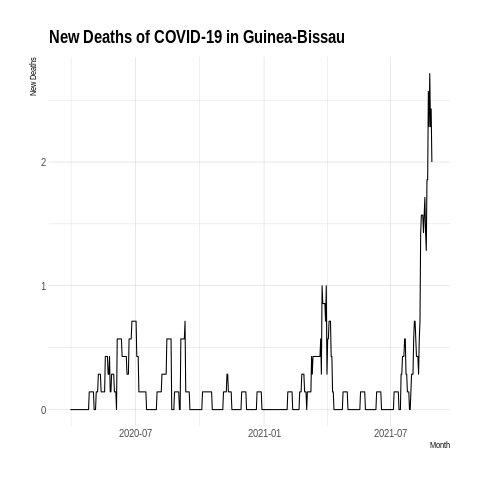 New Deaths of COVID-19 in Guinea-Bissau
New Deaths
2
1
0
2020-07 2021-01 2021-07
Month